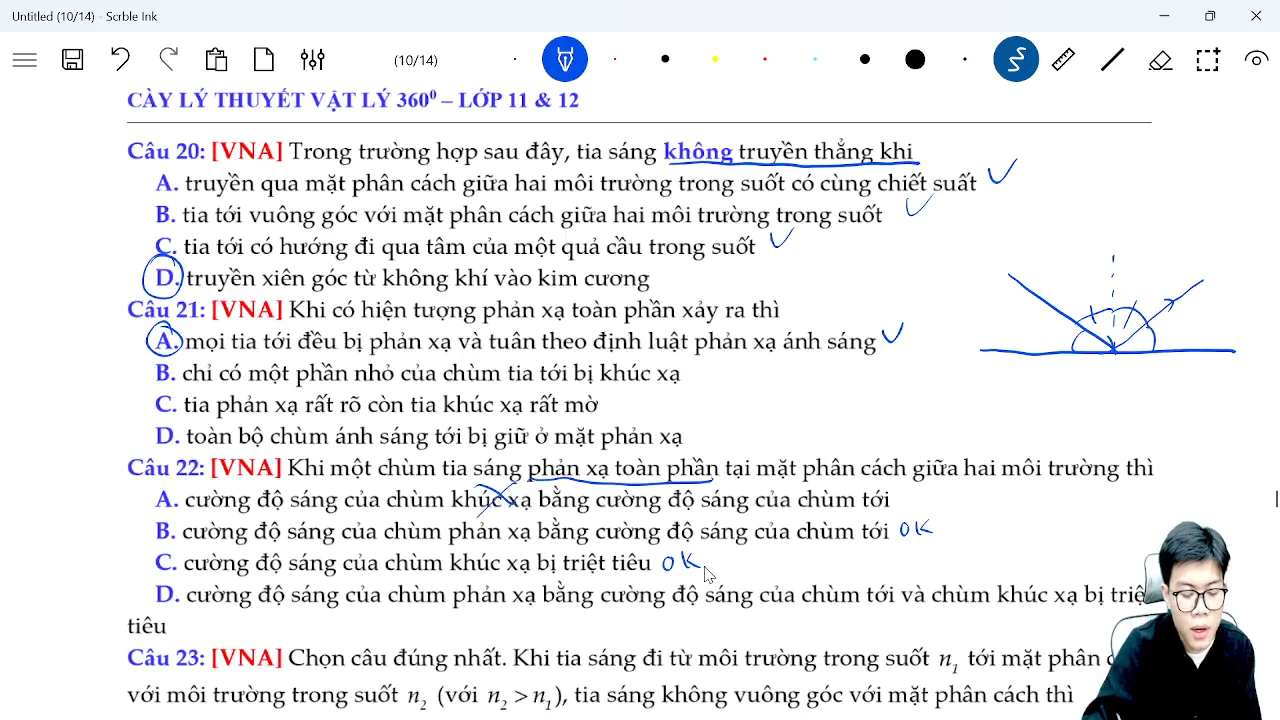 Untitled (10/14) - Scrble Ink
(10/14)
CÀY LÝ THUYẾT VẬT LÝ 360⁰ – LỚP 11 & 12
Câu 20: [VNA] Trong trường hợp sau đây, tia sáng không truyền thẳng khi
A. truyền qua mặt phân cách giữa hai môi trường trong suốt có cùng chiết suất
B. tia tới vuông góc với mặt phân cách giữa hai môi trường trong suốt
C. tia tới có hướng đi qua tâm của một quả cầu trong suốt
D. truyền xiên góc từ không khí vào kim cương
Câu 21: [VNA] Khi có hiện tượng phản xạ toàn phần xảy ra thì
A. mọi tia tới đều bị phản xạ và tuân theo định luật phản xạ ánh sáng
B. chỉ có một phần nhỏ của chùm tia tới bị khúc xạ
C. tia phản xạ rất rõ còn tia khúc xạ rất mờ
D. toàn bộ chùm ánh sáng tới bị giữ ở mặt phản xạ
Câu 22: [VNA] Khi một chùm tia sáng phản xạ toàn phần tại mặt phân cách giữa hai môi trường thì
A. cường độ sáng của chùm khúc xạ bằng cường độ sáng của chùm tới
B. cường độ sáng của chùm phản xạ bằng cường độ sáng của chùm tới OK
C. cường độ sáng của chùm khúc xạ bị triệt tiêu OK
D. cường độ sáng của chùm phản xạ bằng cường độ sáng của chùm tới và chùm khúc xạ bị
tiêu
Câu 23: [VNA] Chọn câu đúng nhất. Khi tia sáng đi từ môi trường trong suốt n₁ tới mặt phân
với môi trường trong suốt n₂ (với n₂ > n₁), tia sáng không vuông góc với mặt phân cách thì